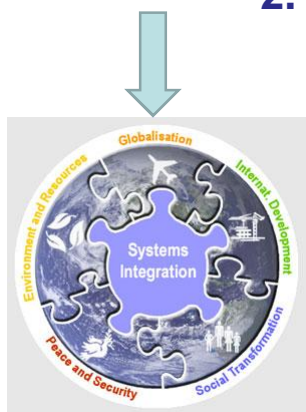 2.
Globalisation
Internat. Development
Social Transformation
Peace and Security
Environment and Resources
Systems
Integration